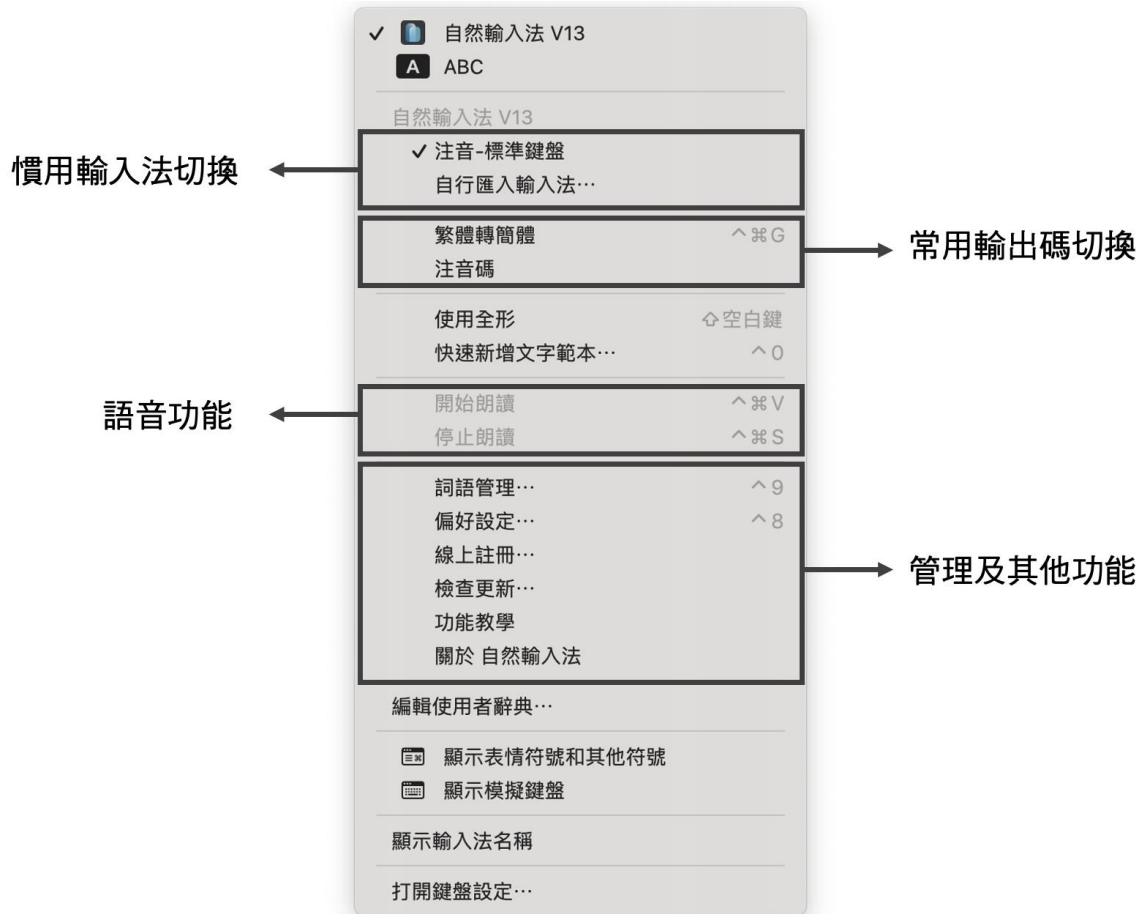 自然輸入法 V13
A ABC
自然輸入法 V13
慣用輸入法切換
✓ 注音-標準鍵盤
自行匯入輸入法…
繁體轉簡體 ^⌘G
注音碼
常用輸出碼切換
使用全形 ⇧空白鍵
快速新增文字範本… ^0
語音功能
開始朗讀 ^⌘V
停止朗讀 ^⌘S
詞語管理… ^9
偏好設定… ^8
線上註冊…
檢查更新…
功能教學
關於 自然輸入法
管理及其他功能
編輯使用者辭典…
顯示表情符號和其他符號
顯示模擬鍵盤
顯示輸入法名稱
打開鍵盤設定…